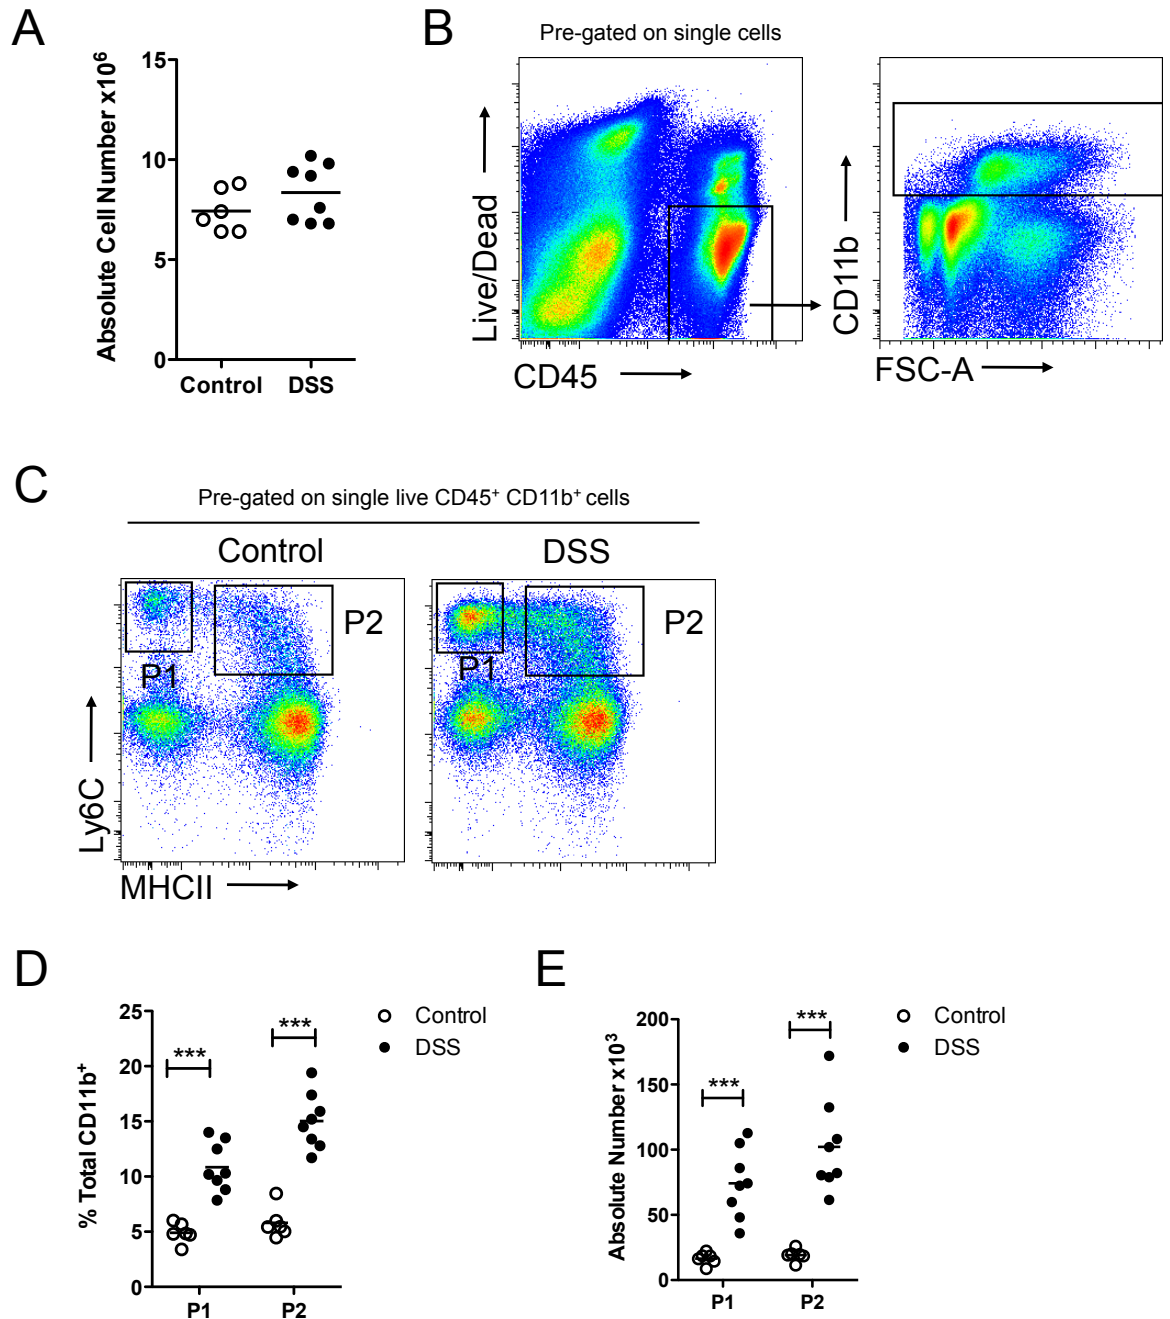 A
Absolute Cell Number x10⁶
15
10
5
0
Control
DSS
B
Pre-gated on single cells
Live/Dead
CD45
CD11b
FSC-A
C
Pre-gated on single live CD45⁺ CD11b⁺ cells
Control
DSS
P1
P2
P1
P2
Ly6C
MHCII
D
% Total CD11b⁺
25
20
15
10
5
0
***
***
P1
P2
Control
DSS
E
Absolute Number x10³
200
150
100
50
0
***
***
P1
P2
Control
DSS